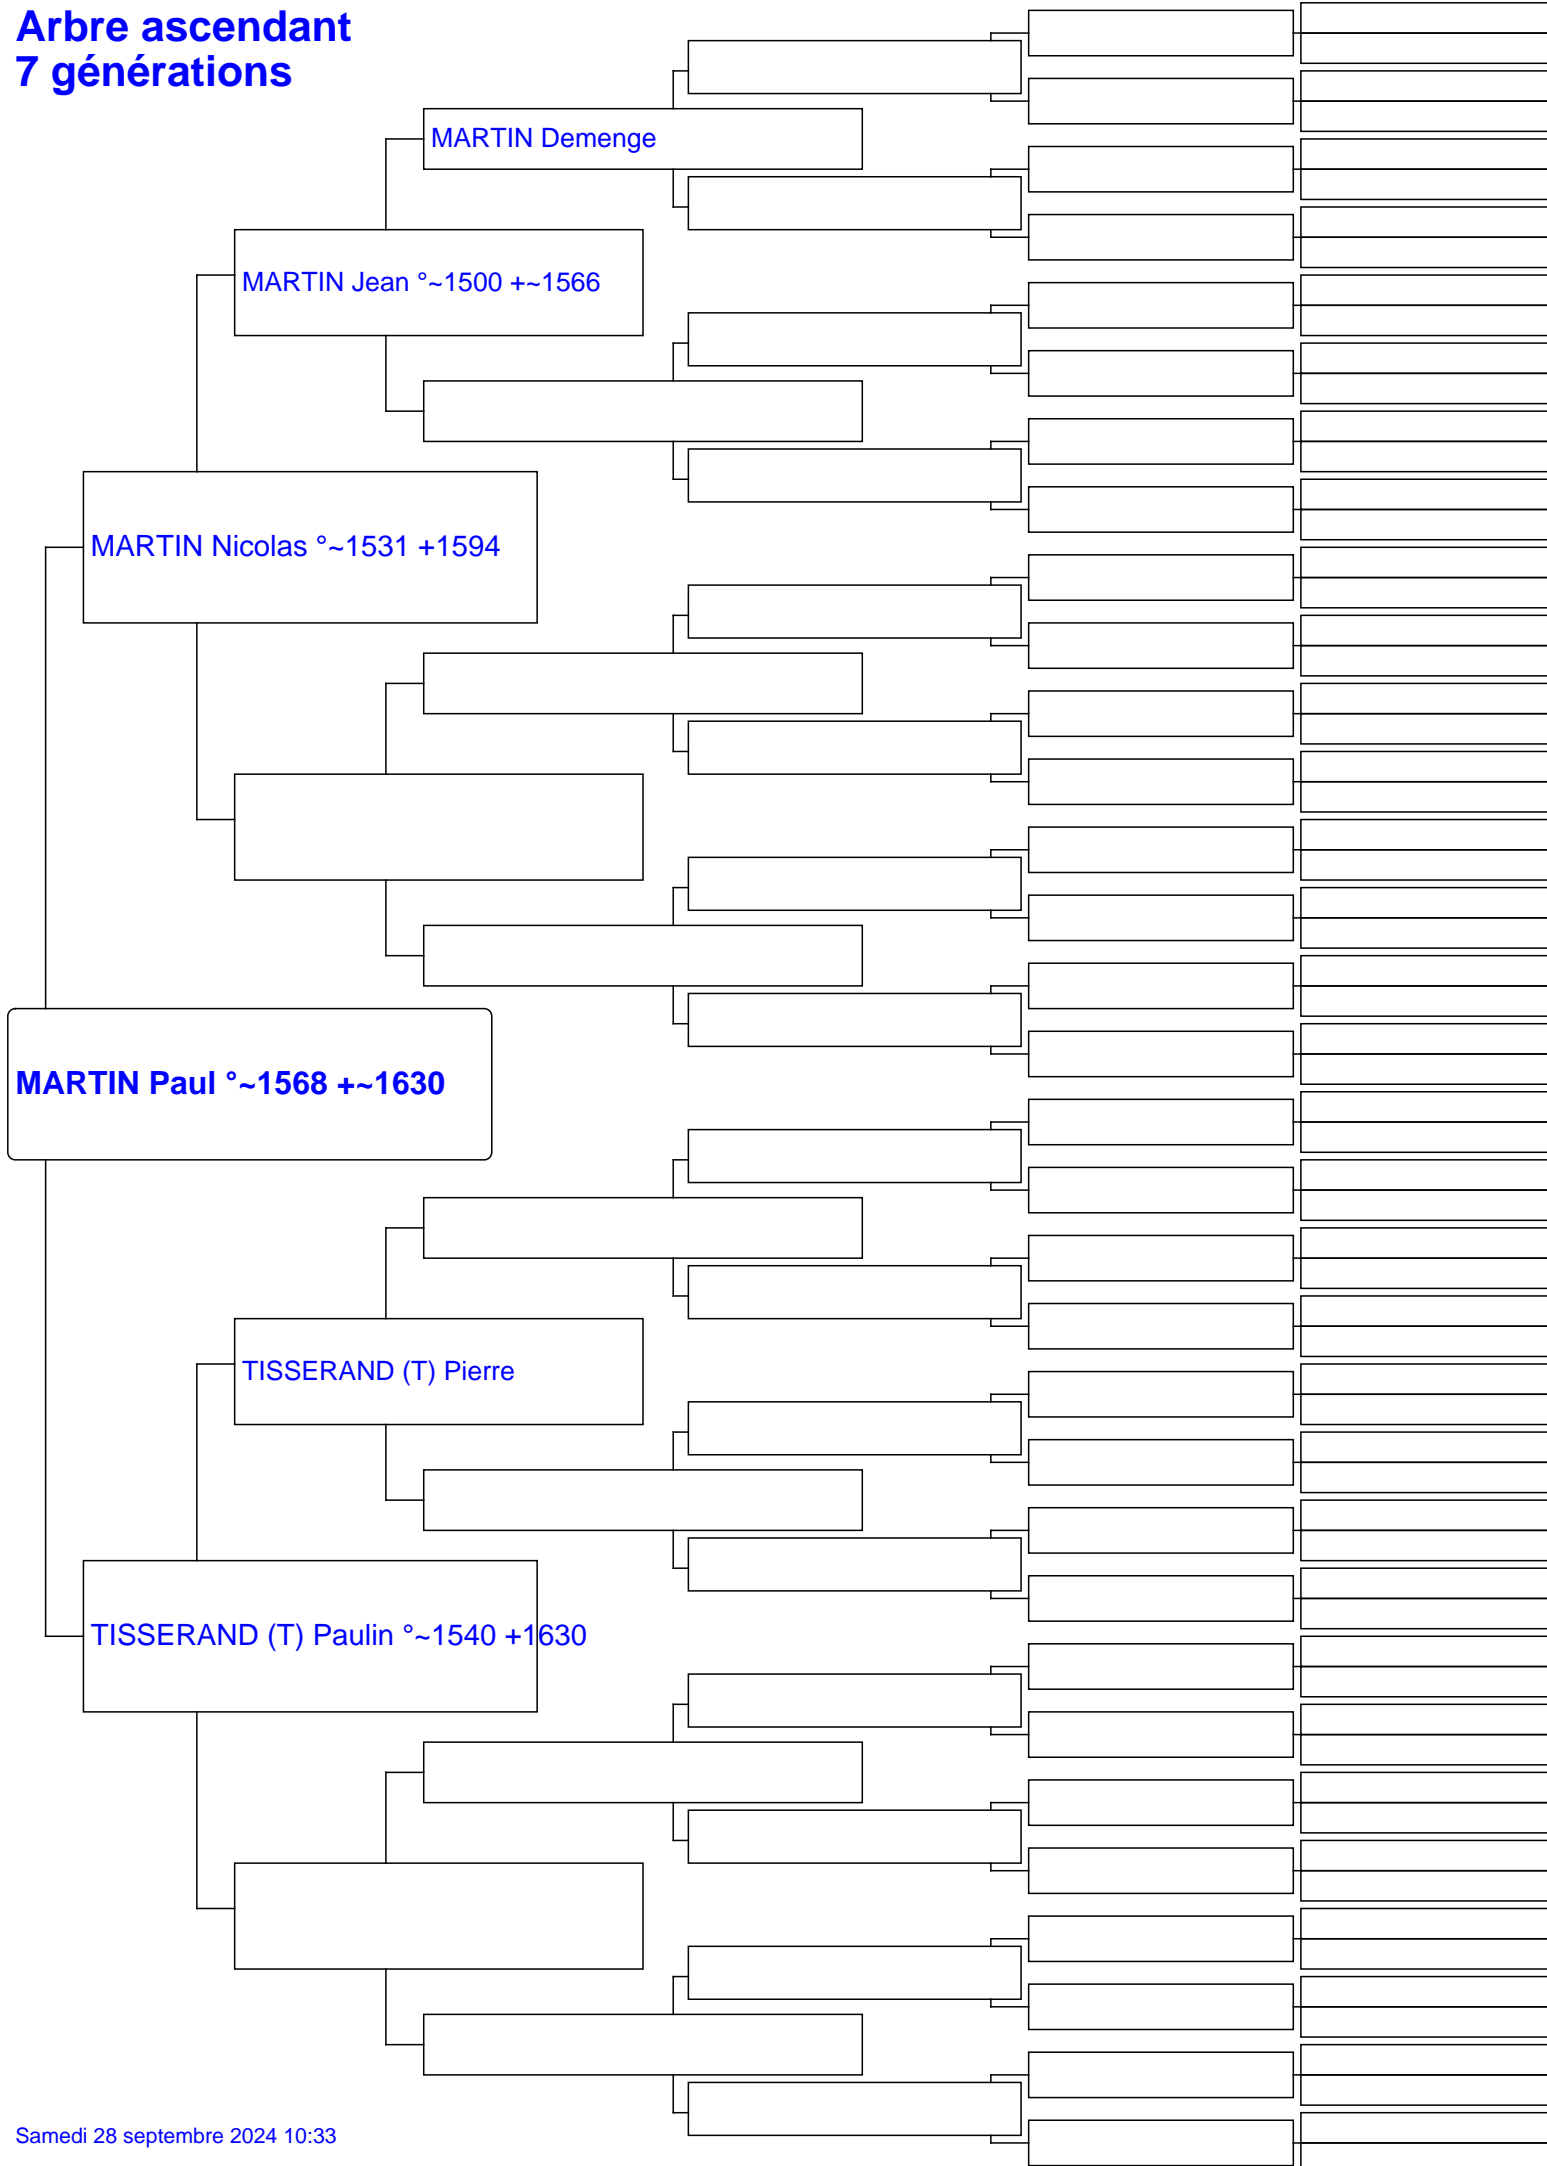 Arbre ascendant
7 générations
MARTIN Demenge
MARTIN Jean °~1500 +~1566
MARTIN Nicolas °~1531 +1594
MARTIN Paul °~1568 +~1630
TISSERAND (T) Pierre
TISSERAND (T) Paulin °~1540 +1630
Samedi 28 septembre 2024 10:33